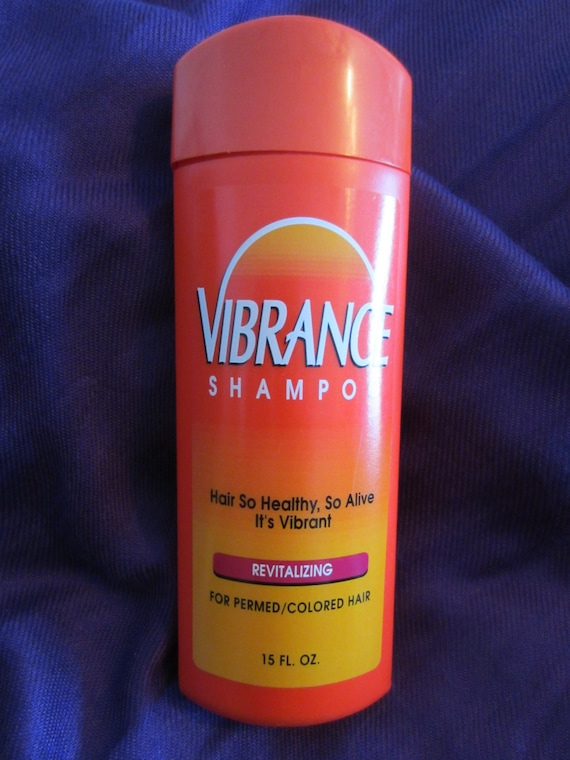 VIBRANCE
SHAMPO
Hair So Healthy, So Alive
It's Vibrant
REVITALIZING
FOR PERMED/COLORED HAIR
15 FL. OZ.